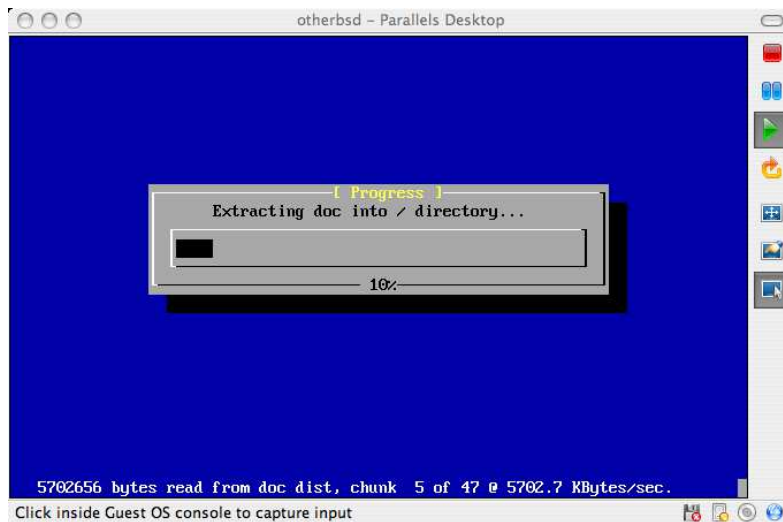 otherbsd – Parallels Desktop
[ Progress ]
Extracting doc into / directory...
10%
5702656 bytes read from doc dist, chunk  5 of 47 @ 5702.7 KBytes/sec.
Click inside Guest OS console to capture input